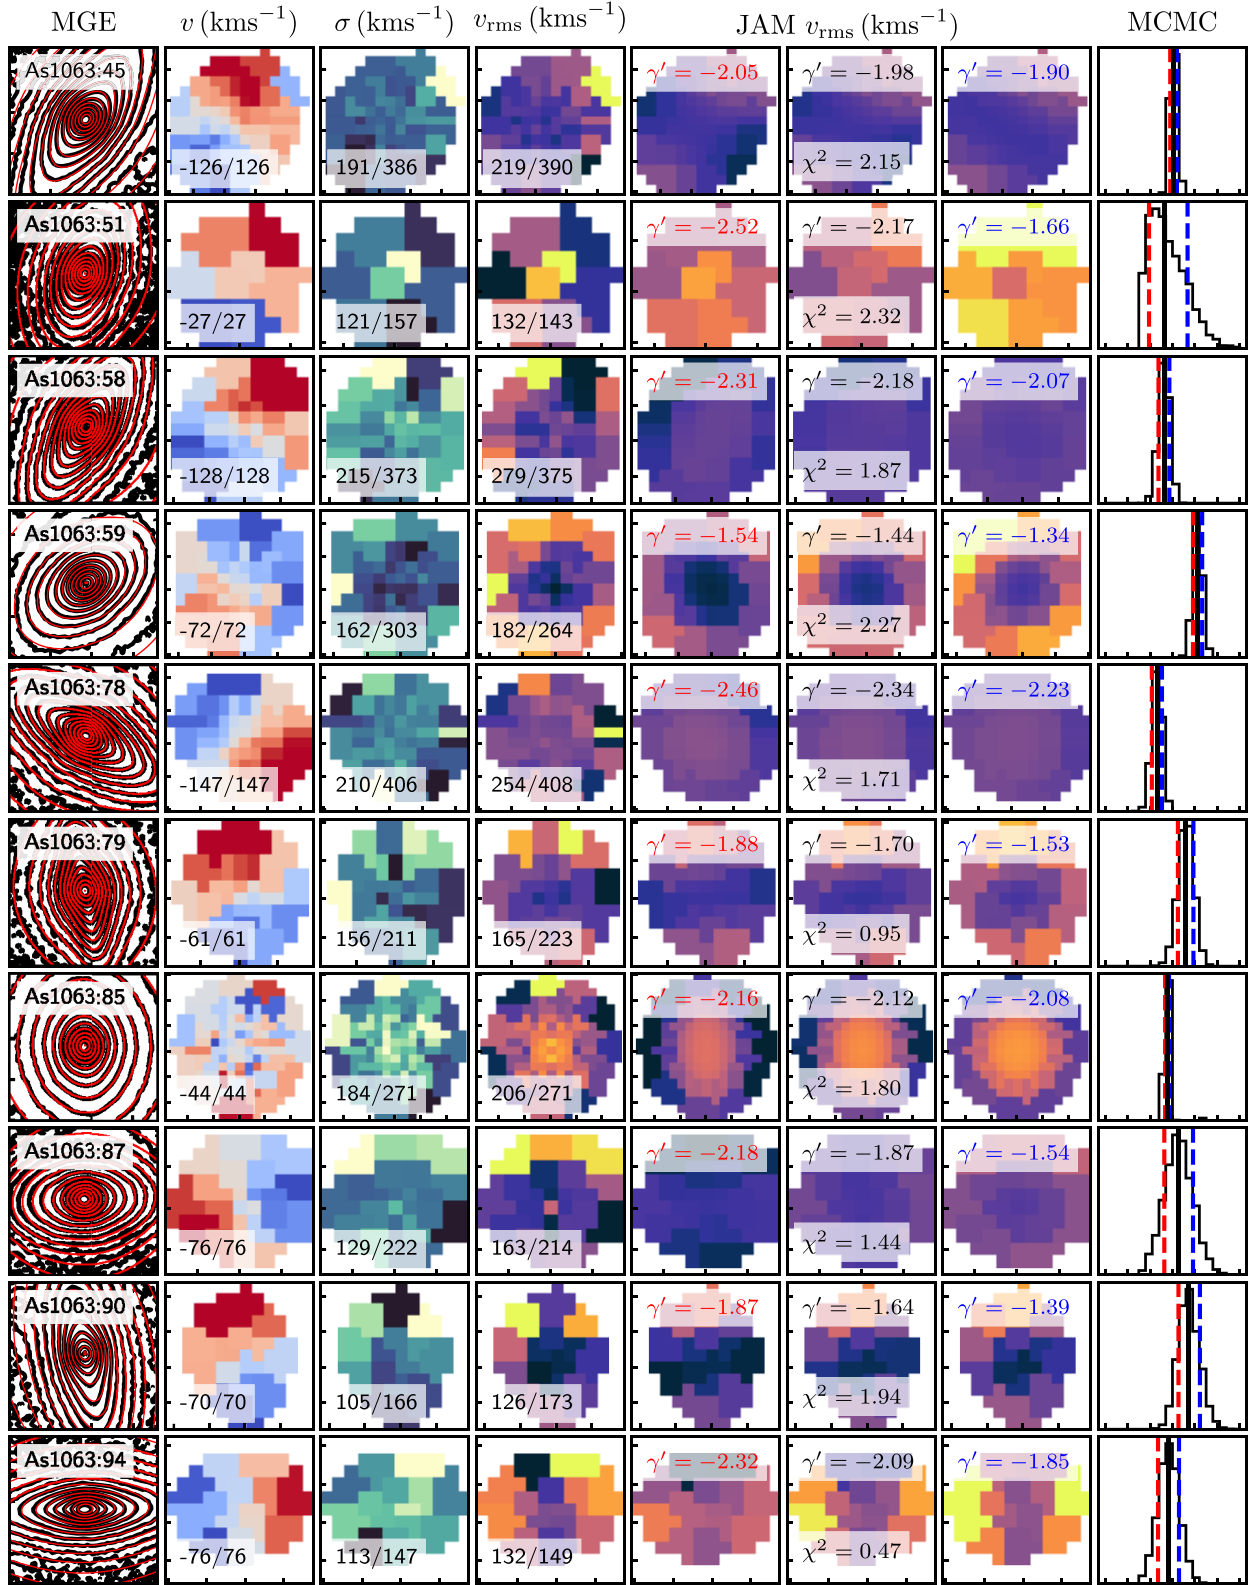 MGE v (kms⁻¹) σ (kms⁻¹) v_rms (kms⁻¹) JAM v_rms (kms⁻¹) MCMC
As1063:45 γ′ = −2.05 γ′ = −1.98 γ′ = −1.90
-126/126 191/386 219/390 χ² = 2.15
As1063:51 γ′ = −2.52 γ′ = −2.17 γ′ = −1.66
-27/27 121/157 132/143 χ² = 2.32
As1063:58 γ′ = −2.31 γ′ = −2.18 γ′ = −2.07
-128/128 215/373 279/375 χ² = 1.87
As1063:59 γ′ = −1.54 γ′ = −1.44 γ′ = −1.34
-72/72 162/303 182/264 χ² = 2.27
As1063:78 γ′ = −2.46 γ′ = −2.34 γ′ = −2.23
-147/147 210/406 254/408 χ² = 1.71
As1063:79 γ′ = −1.88 γ′ = −1.70 γ′ = −1.53
-61/61 156/211 165/223 χ² = 0.95
As1063:85 γ′ = −2.16 γ′ = −2.12 γ′ = −2.08
-44/44 184/271 206/271 χ² = 1.80
As1063:87 γ′ = −2.18 γ′ = −1.87 γ′ = −1.54
-76/76 129/222 163/214 χ² = 1.44
As1063:90 γ′ = −1.87 γ′ = −1.64 γ′ = −1.39
-70/70 105/166 126/173 χ² = 1.94
As1063:94 γ′ = −2.32 γ′ = −2.09 γ′ = −1.85
-76/76 113/147 132/149 χ² = 0.47